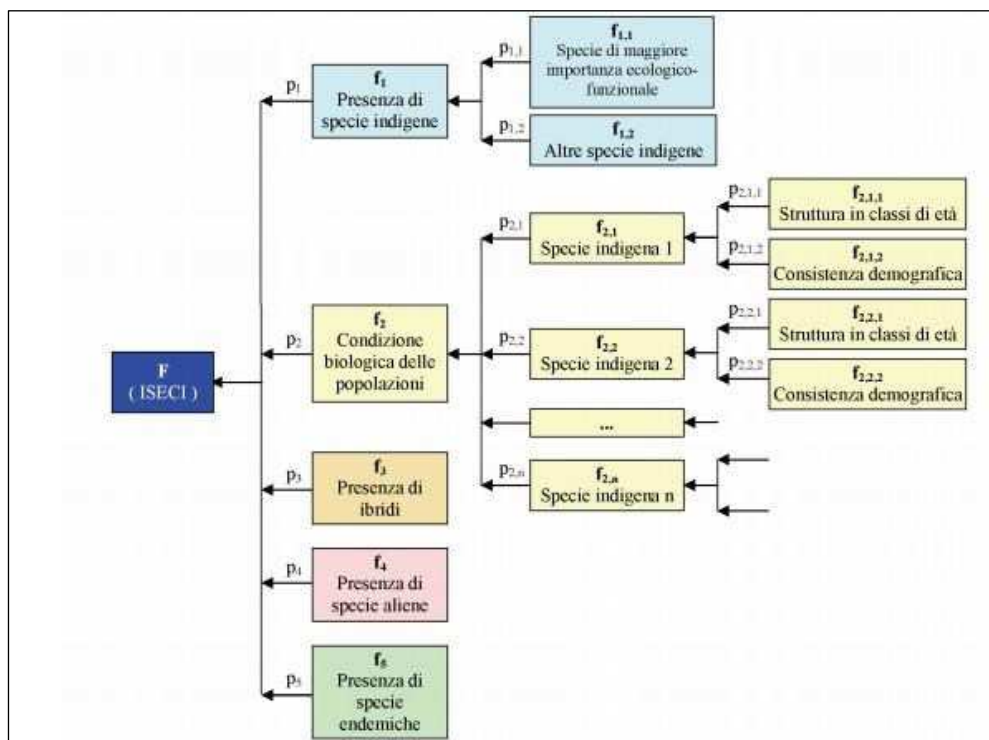 F
( ISECI )
p1
f1
Presenza di
specie indigene
p1,1
f1,1
Specie di maggiore
importanza ecologico-
funzionale
p1,2
f1,2
Altre specie indigene
p2
f2
Condizione
biologica delle
popolazioni
p2,1
f2,1
Specie indigena 1
p2,1,1
f2,1,1
Struttura in classi di età
p2,1,2
f2,1,2
Consistenza demografica
p2,2
f2,2
Specie indigena 2
p2,2,1
f2,2,1
Struttura in classi di età
p2,2,2
f2,2,2
Consistenza demografica
...
p2,n
f2,n
Specie indigena n
p3
f3
Presenza di
ibridi
p4
f4
Presenza di
specie aliene
p5
f5
Presenza di
specie
endemiche